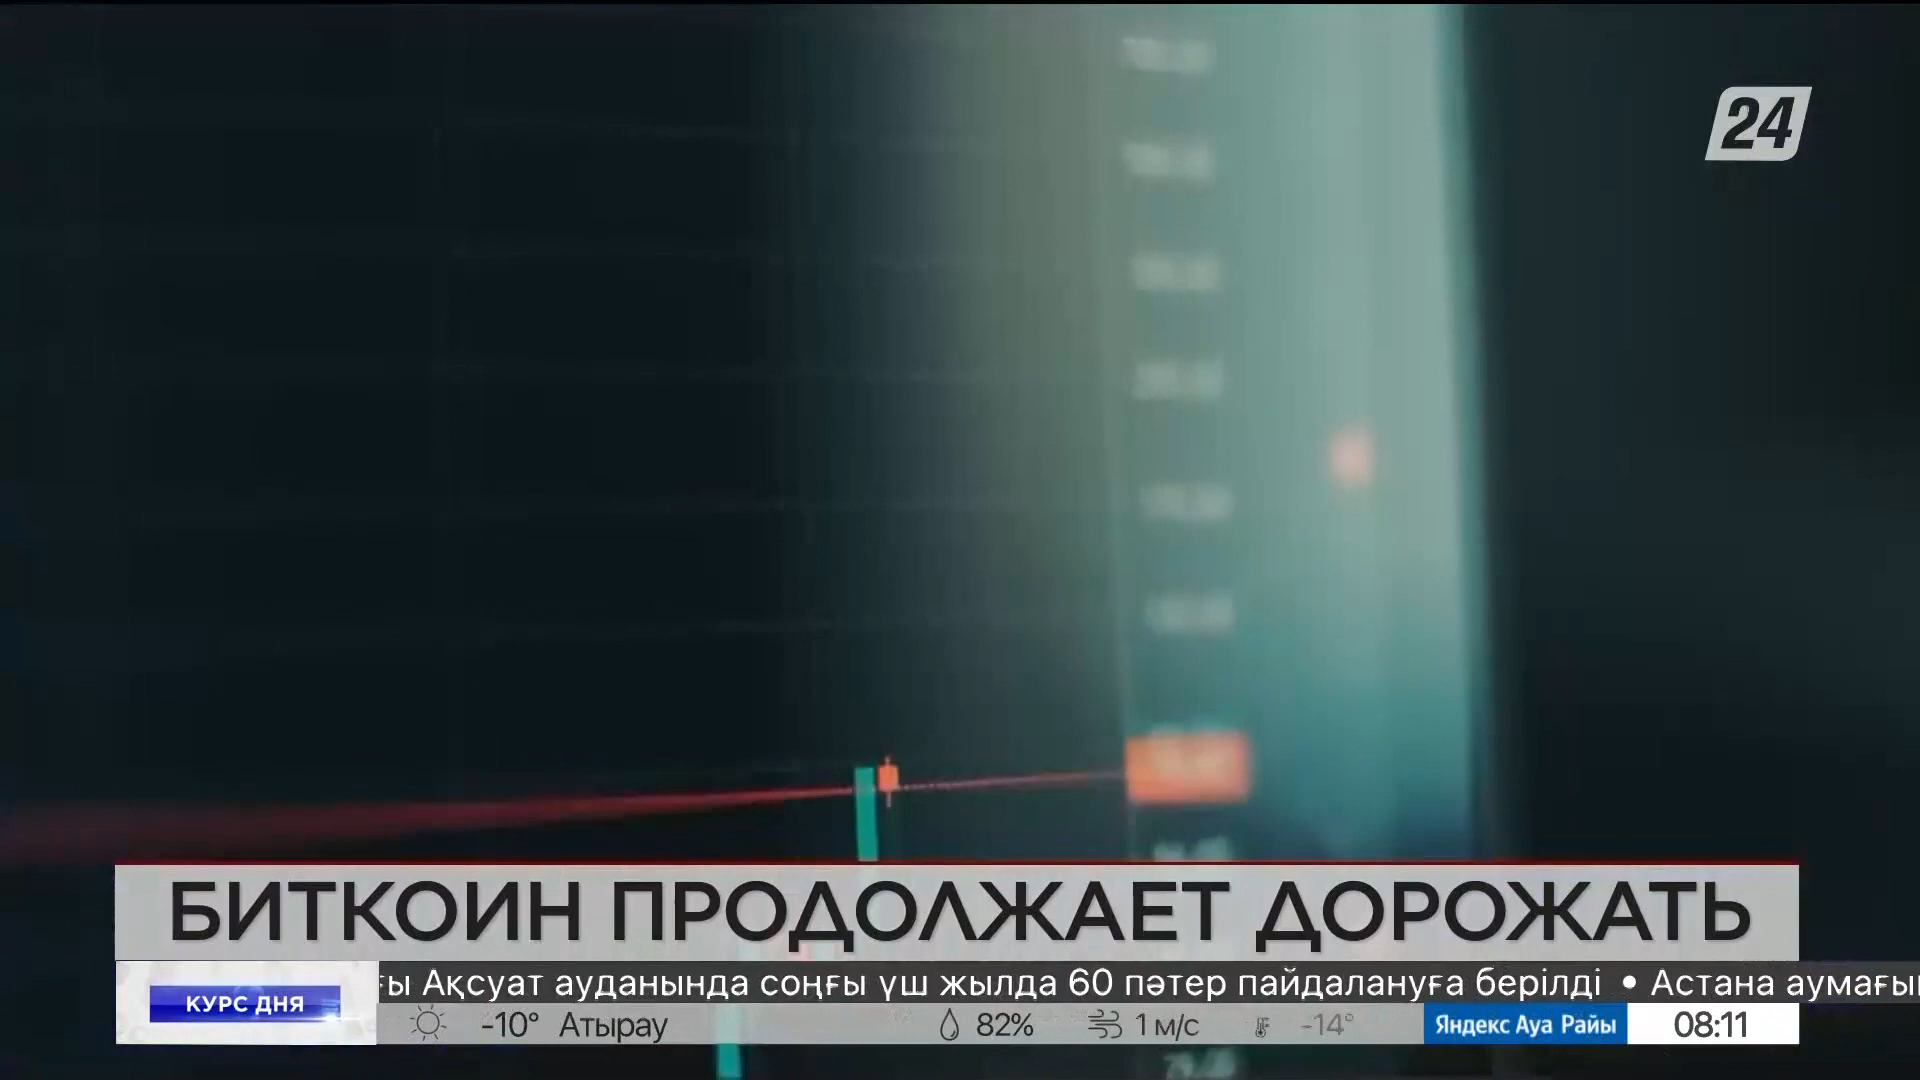 24
БИТКОИН ПРОДОЛЖАЕТ ДОРОЖАТЬ
КУРС ДНЯ
ғы Ақсуат ауданында соңғы үш жылда 60 пәтер пайдалануға берілді • Астана аумағы
-10° Атырау 82% 1 м/с -14° Яндекс Ауа Райы 08:11